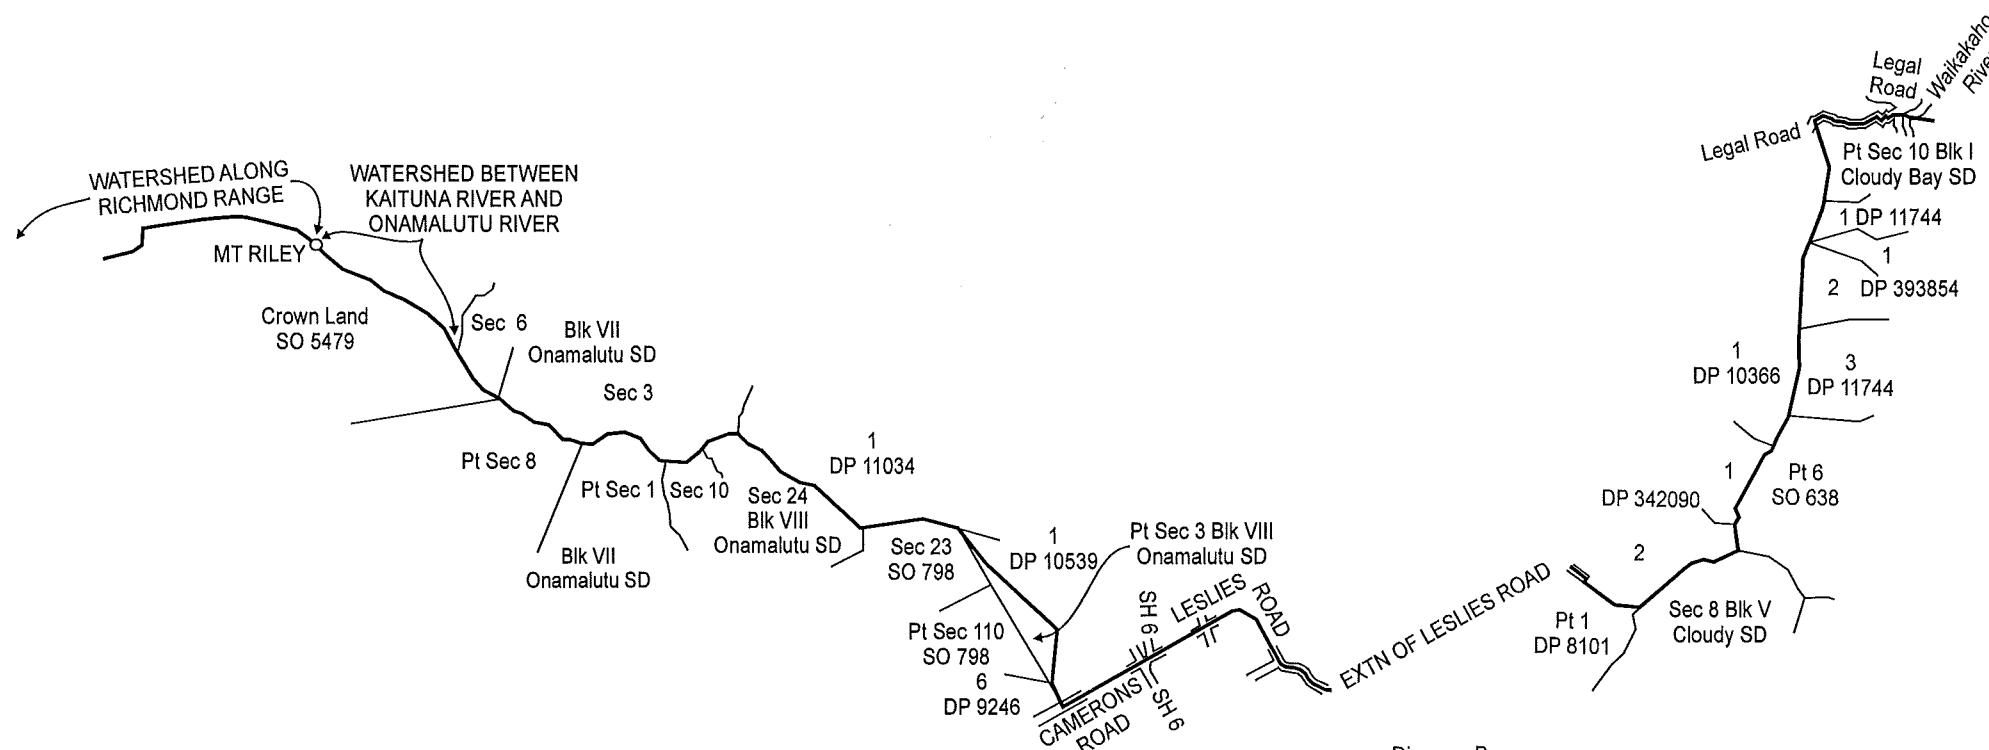 WATERSHED ALONG
RICHMOND RANGE
MT RILEY
WATERSHED BETWEEN
KAITUNA RIVER AND
ONAMALUTU RIVER
Crown Land
SO 5479
Sec 6
Blk VII
Onamalutu SD
Sec 3
Pt Sec 8
Pt Sec 1
Sec 10
Blk VII
Onamalutu SD
Sec 24
Blk VIII
Onamalutu SD
1
DP 11034
Sec 23
SO 798
1
DP 10539
Pt Sec 3 Blk VIII
Onamalutu SD
Pt Sec 110
SO 798
6
DP 9246
CAMERONS
ROAD
SH 6
SH 6
LESLIES
ROAD
EXTN OF LESLIES ROAD
Pt 1
DP 8101
Sec 8 Blk V
Cloudy SD
2
DP 342090
1
Pt 6
SO 638
1
DP 10366
3
DP 11744
2
1
DP 393854
1 DP 11744
Pt Sec 10 Blk I
Cloudy Bay SD
Legal Road
Legal
Road
Waikakaho